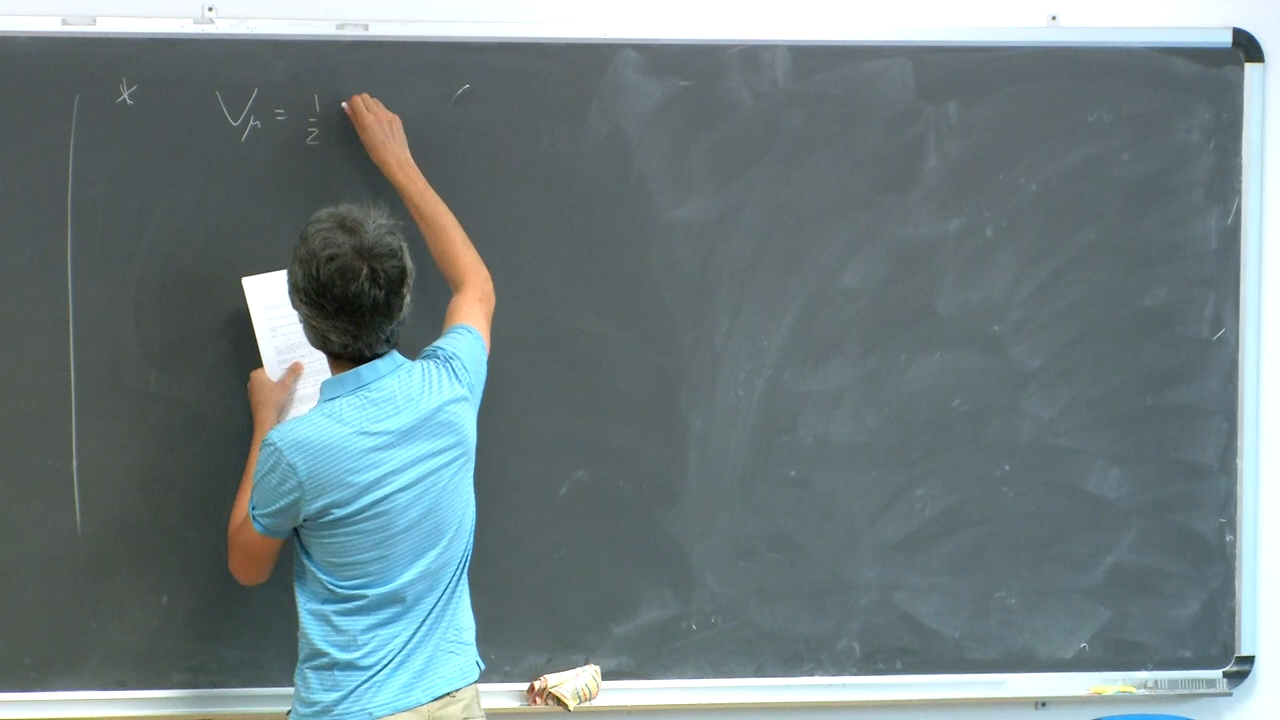 * V_μ = 1/2